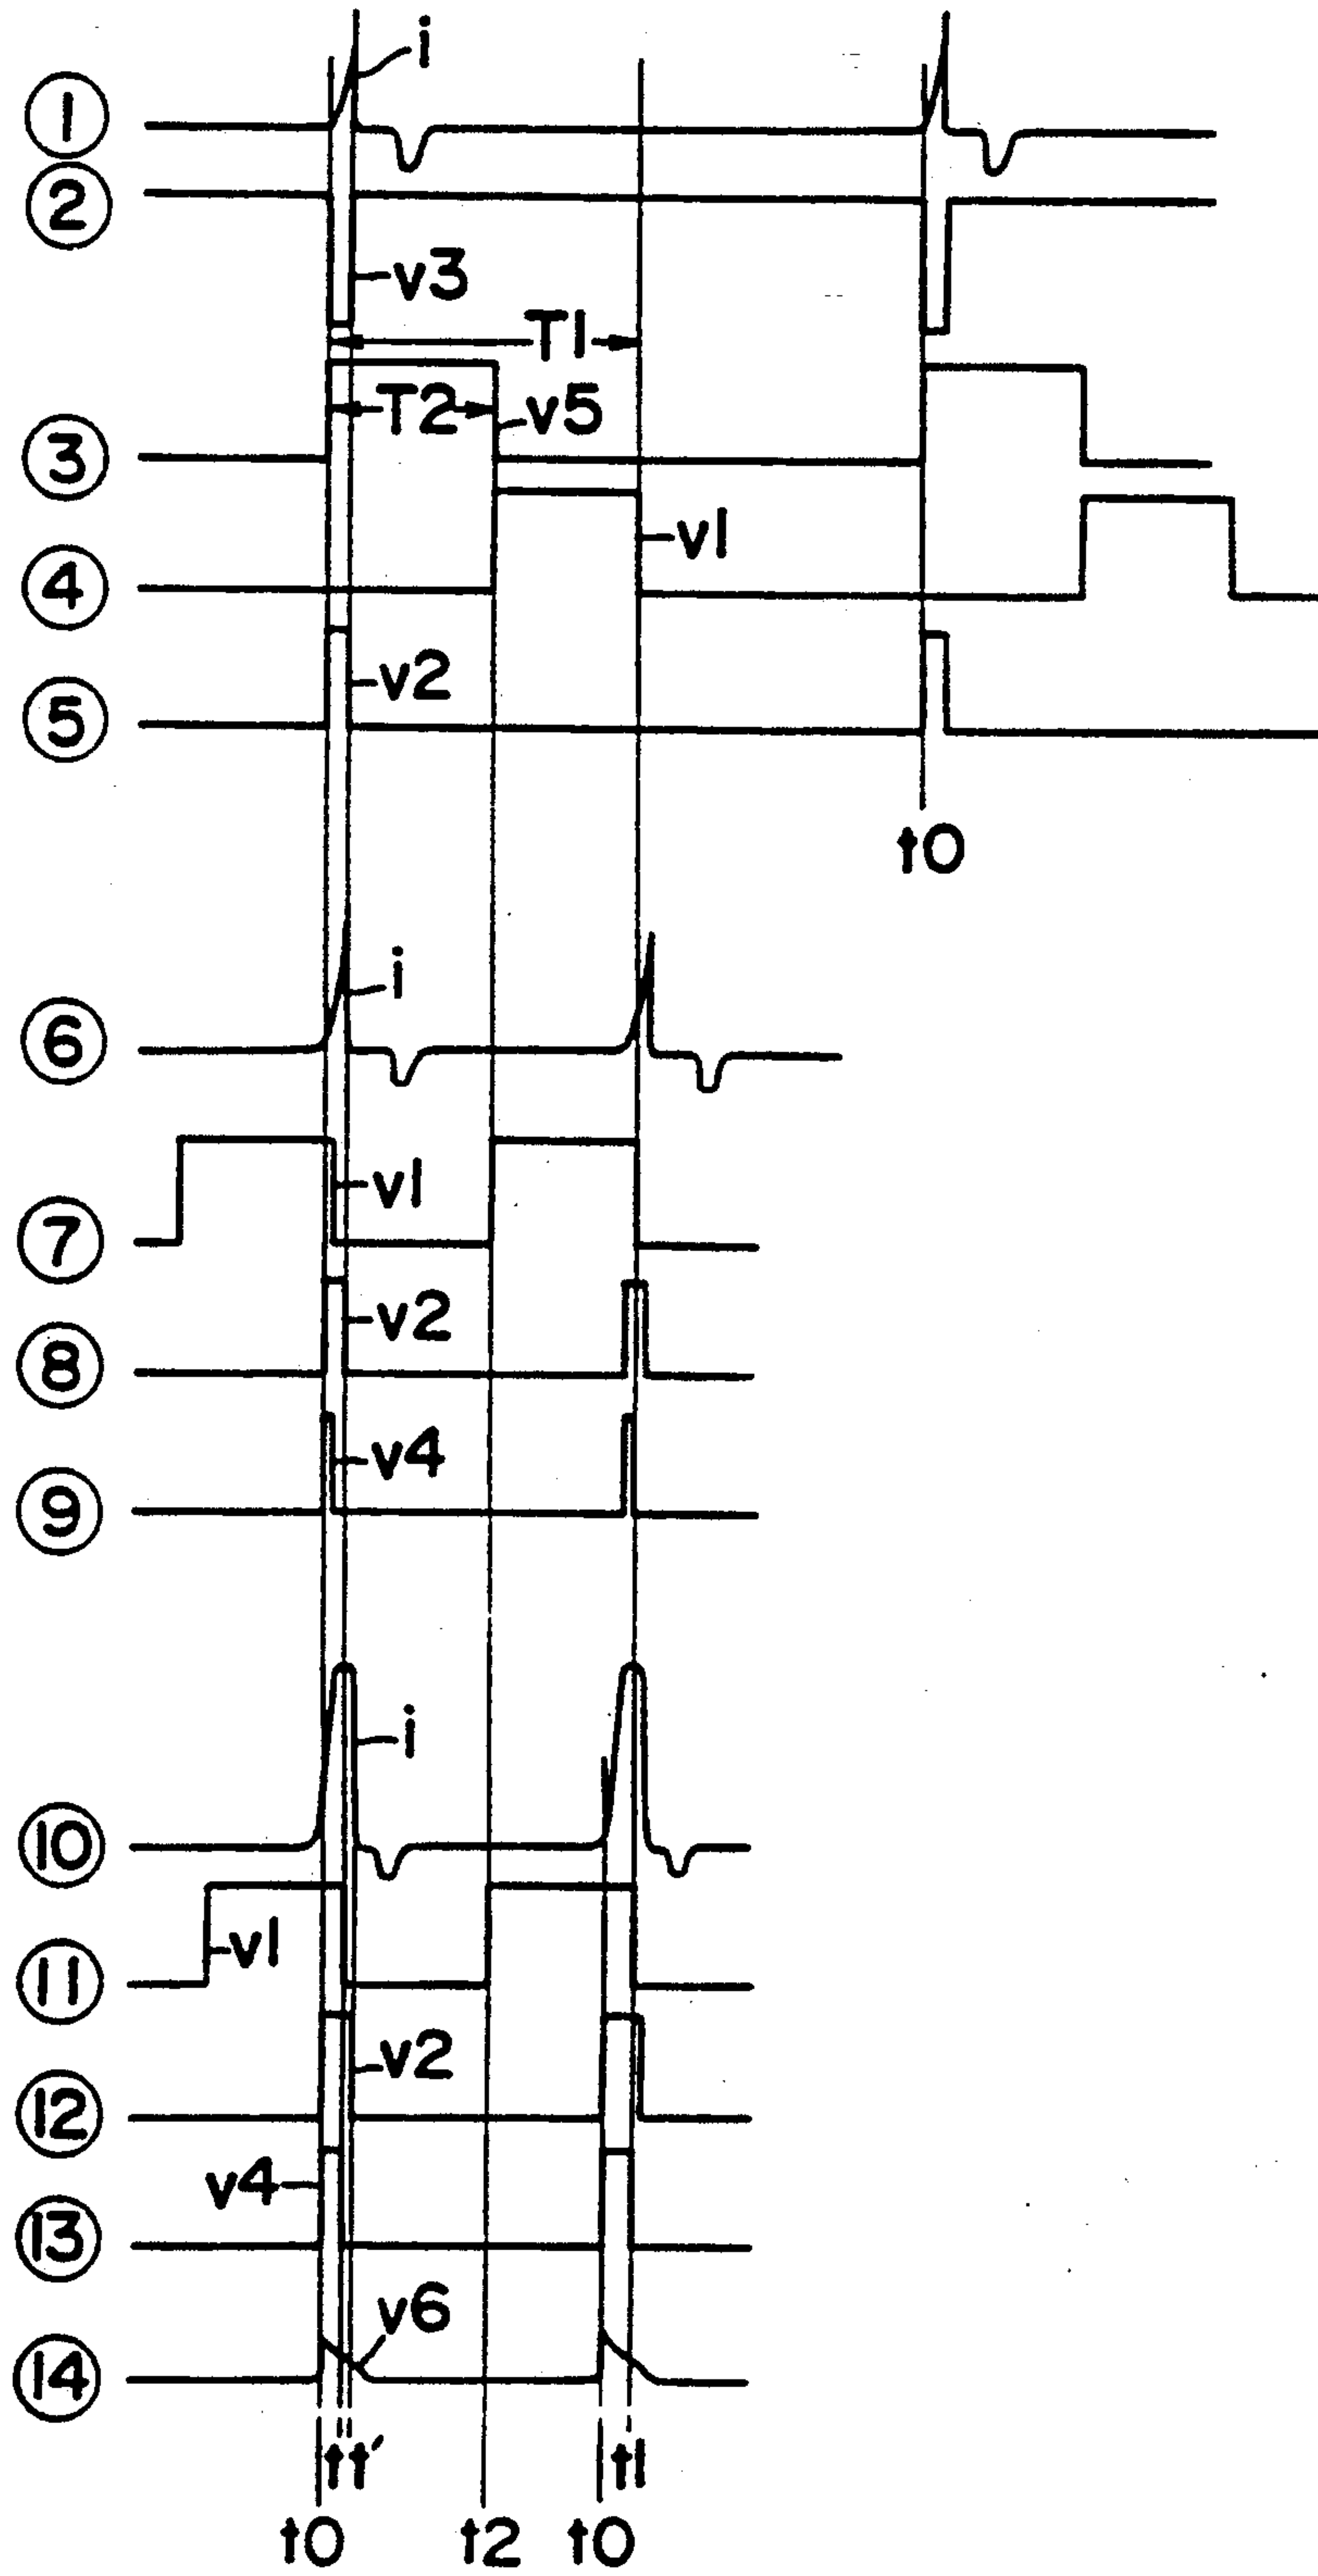 i
①
②
v3
T1
T2
v5
③
v1
④
v2
⑤
t0
i
⑥
v1
⑦
v2
⑧
v4
⑨
i
⑩
v1
⑪
v2
⑫
v4
⑬
v6
⑭
t t' t1
t0 t2 t0